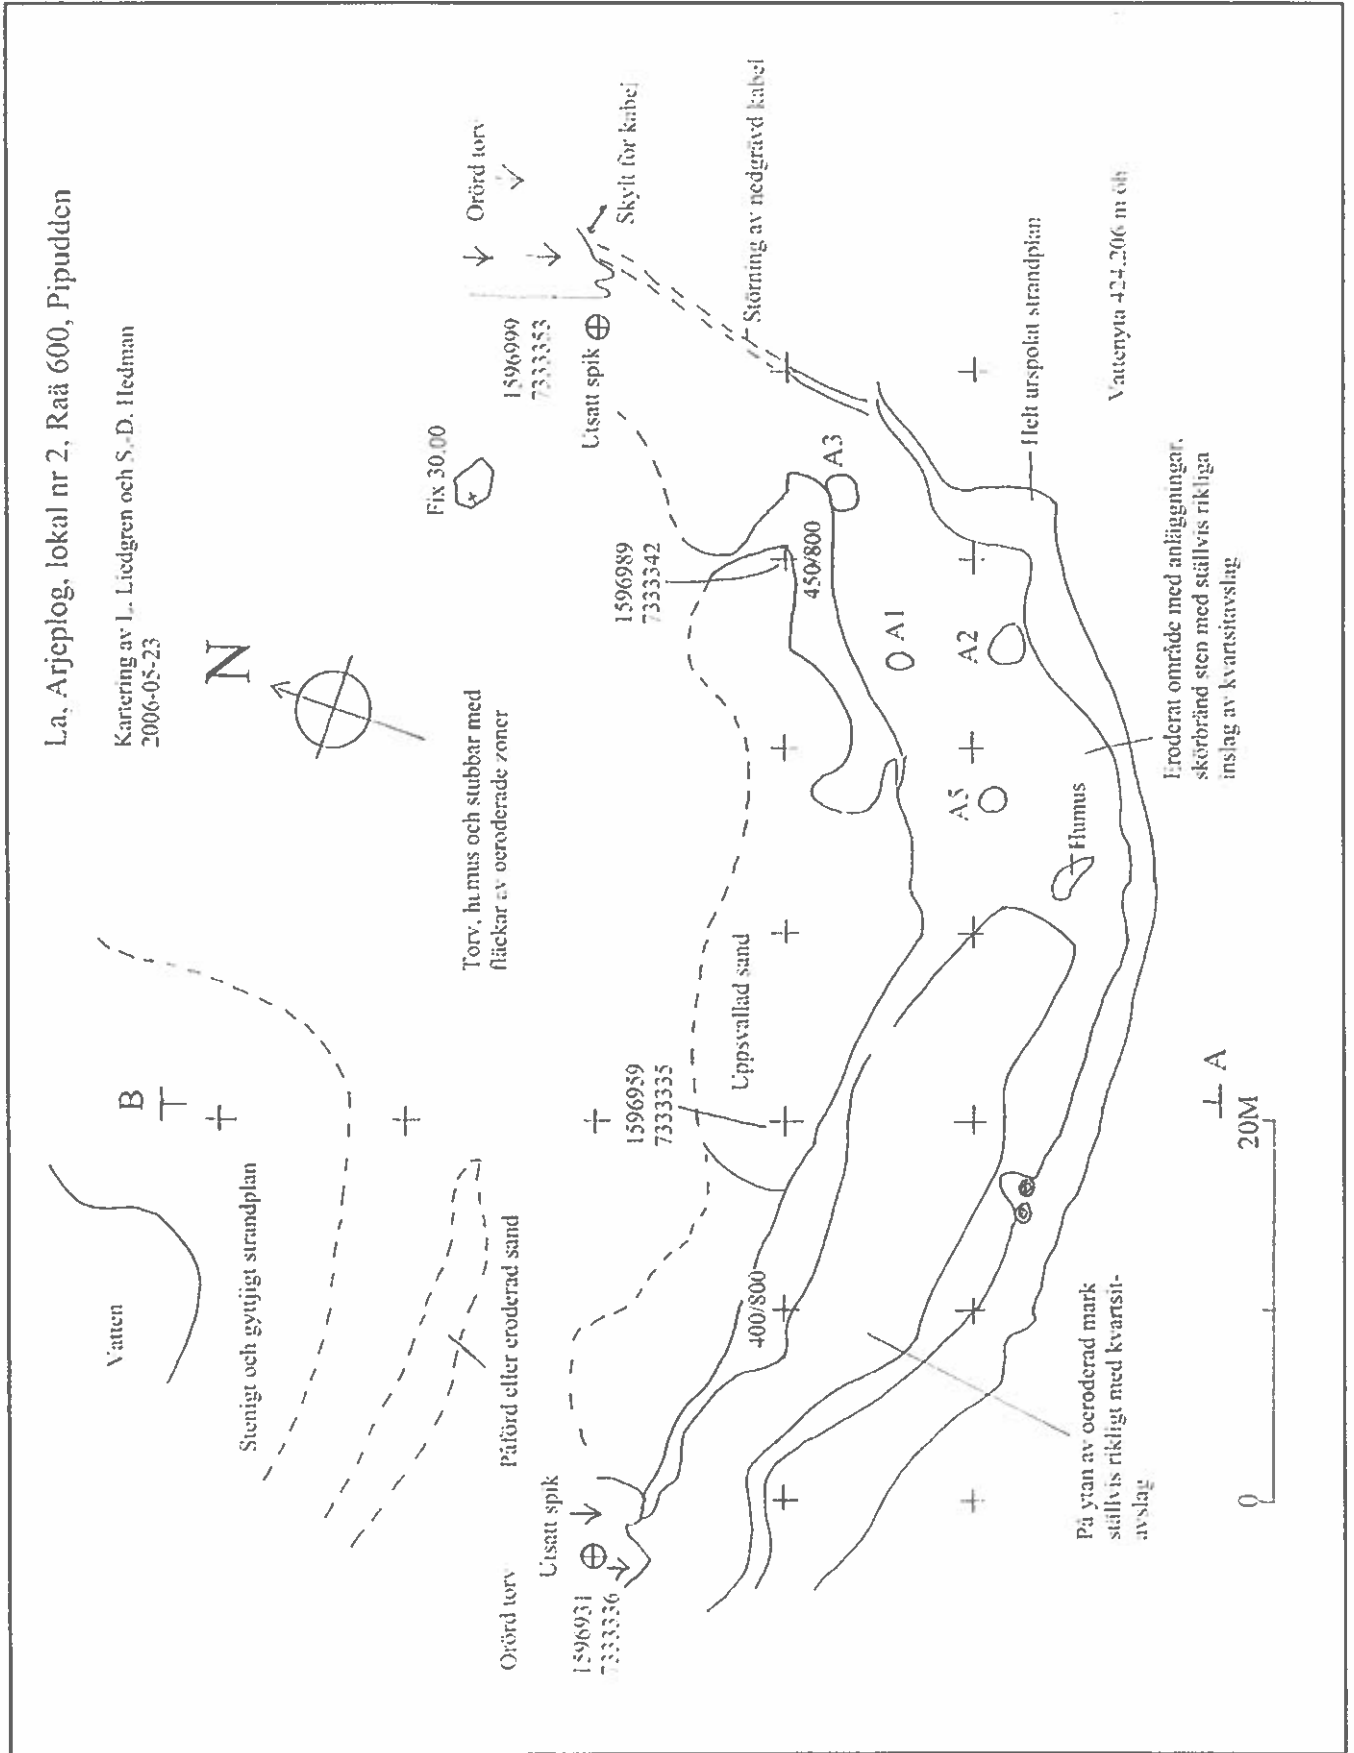 La, Arjeplog, lokal nr 2, Raä 600, Pipudden
Kartering av L. Liedgren och S.-D. Hedman
2006-05-23
N
Vatten
B
Stenigt och gyttjigt strandplan
Påförd eller eroderad sand
Torv, humus och stubbar med
fläckar av oeroderade zoner
Fix 30.00
Orörd torv
Skylt för kabel
1596999
7333353
Utsatt spik
Störning av nedgrävd kabel
Orörd torv
Utsatt spik
1596931
7333336
1596959
7333335
Uppsvallad sand
1596989
7333342
400/800
450/800
A3
A1
A2
A5
Humus
Helt urspolat strandplan
Vattenyta 424.206 m öh
Eroderat område med anläggningar,
skörbränd sten med ställvis rikliga
inslag av kvartsitavslag
På ytan av oeroderad mark
ställvis rikligt med kvartsit-
avslag
A
0
20M